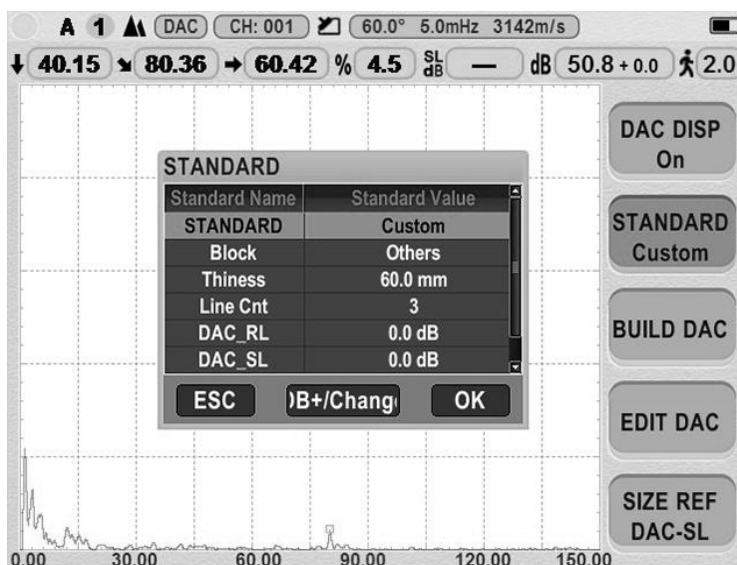 A 1 DAC CH: 001 60.0° 5.0mHz 3142m/s
40.15 80.36 60.42 % 4.5 SL dB — dB 50.8 + 0.0 2.0
DAC DISP
On
STANDARD
Custom
BUILD DAC
EDIT DAC
SIZE REF
DAC-SL
STANDARD
Standard Name Standard Value
STANDARD Custom
Block Others
Thiness 60.0 mm
Line Cnt 3
DAC_RL 0.0 dB
DAC_SL 0.0 dB
ESC )B+/Chang OK
0.00 30.00 60.00 90.00 120.00 150.00